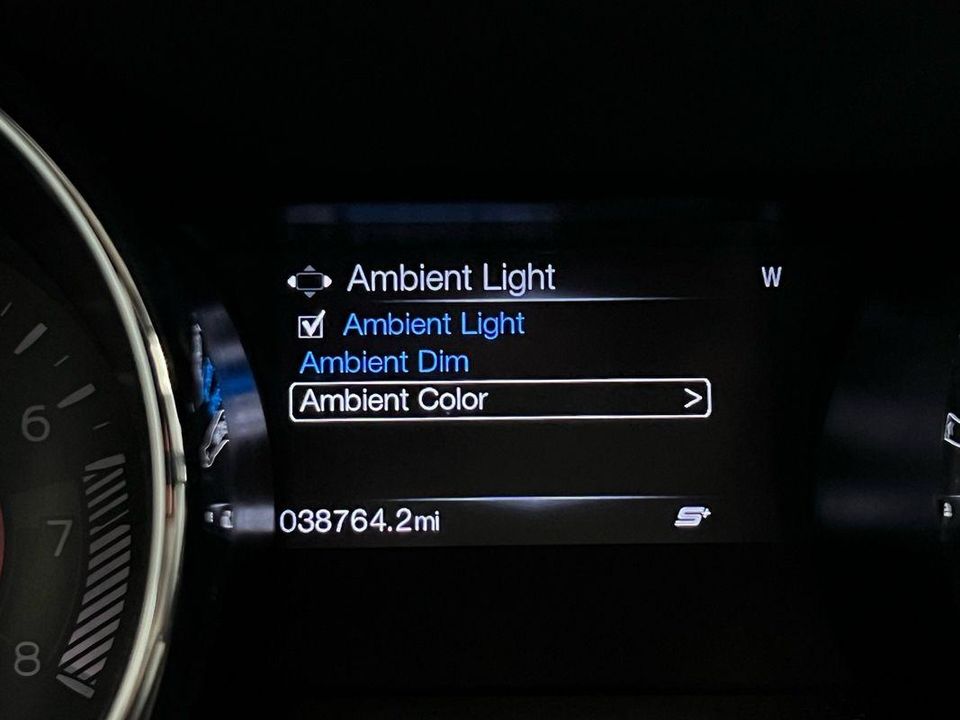 Ambient Light
W
Ambient Light
Ambient Dim
Ambient Color >
038764.2mi
S+
6
7
8